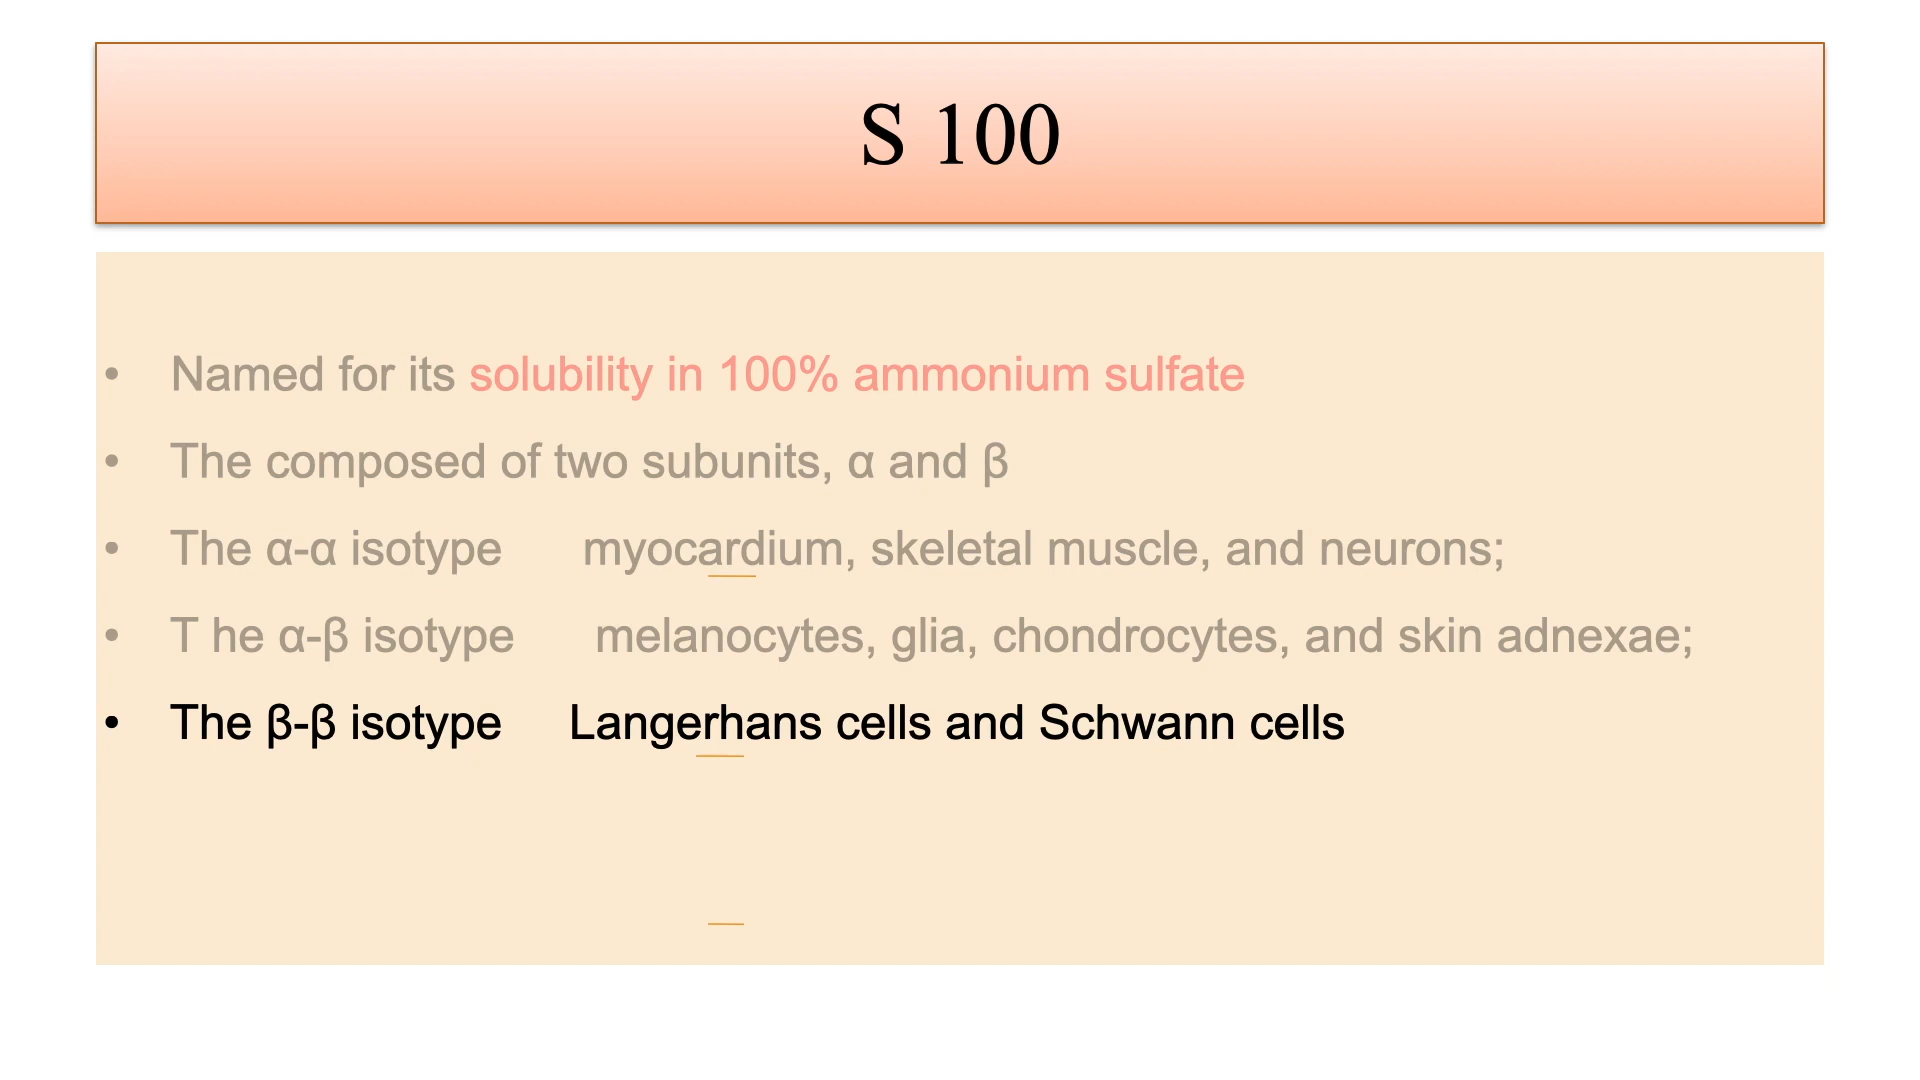 S 100
• Named for its solubility in 100% ammonium sulfate
• The composed of two subunits, α and β
• The α-α isotype myocardium, skeletal muscle, and neurons;
• T he α-β isotype melanocytes, glia, chondrocytes, and skin adnexae;
• The β-β isotype Langerhans cells and Schwann cells